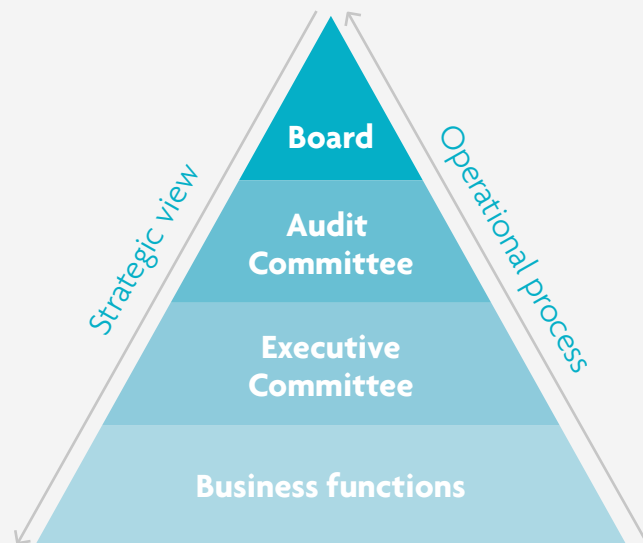 Board
Audit
Committee
Executive
Committee
Business functions
Strategic view
Operational process